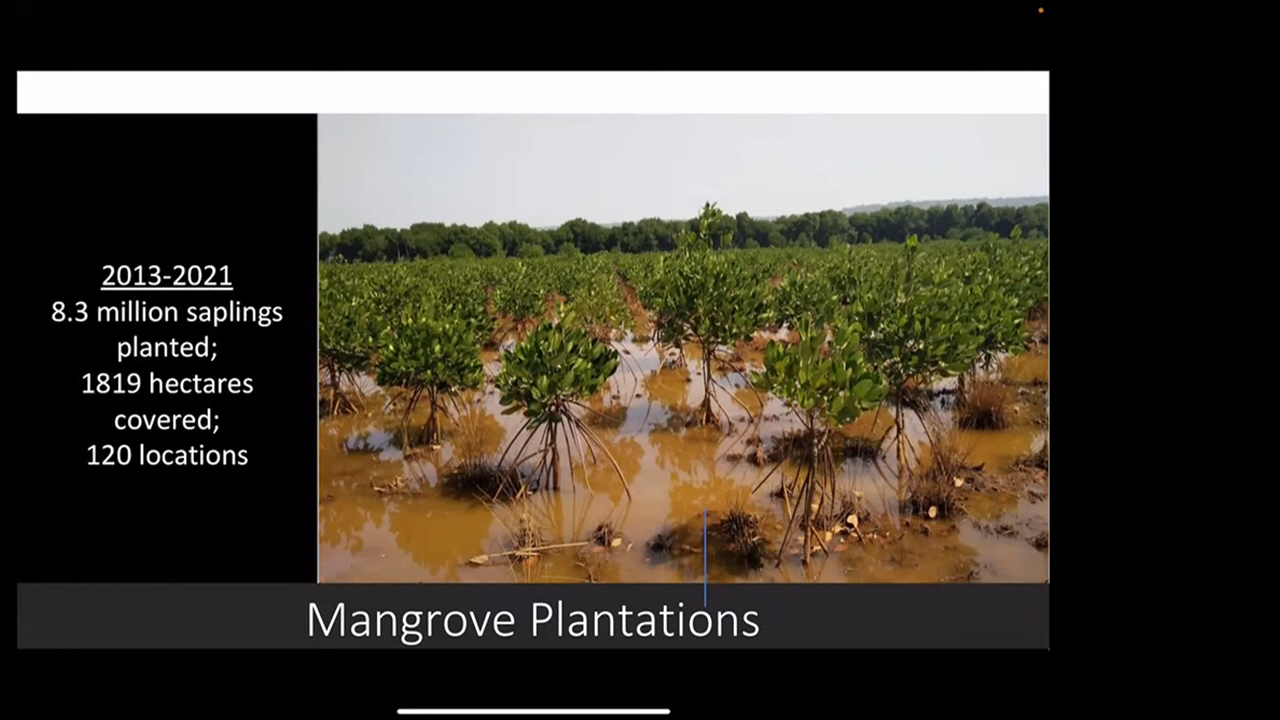 2013-2021
8.3 million saplings
planted;
1819 hectares
covered;
120 locations
Mangrove Plantations